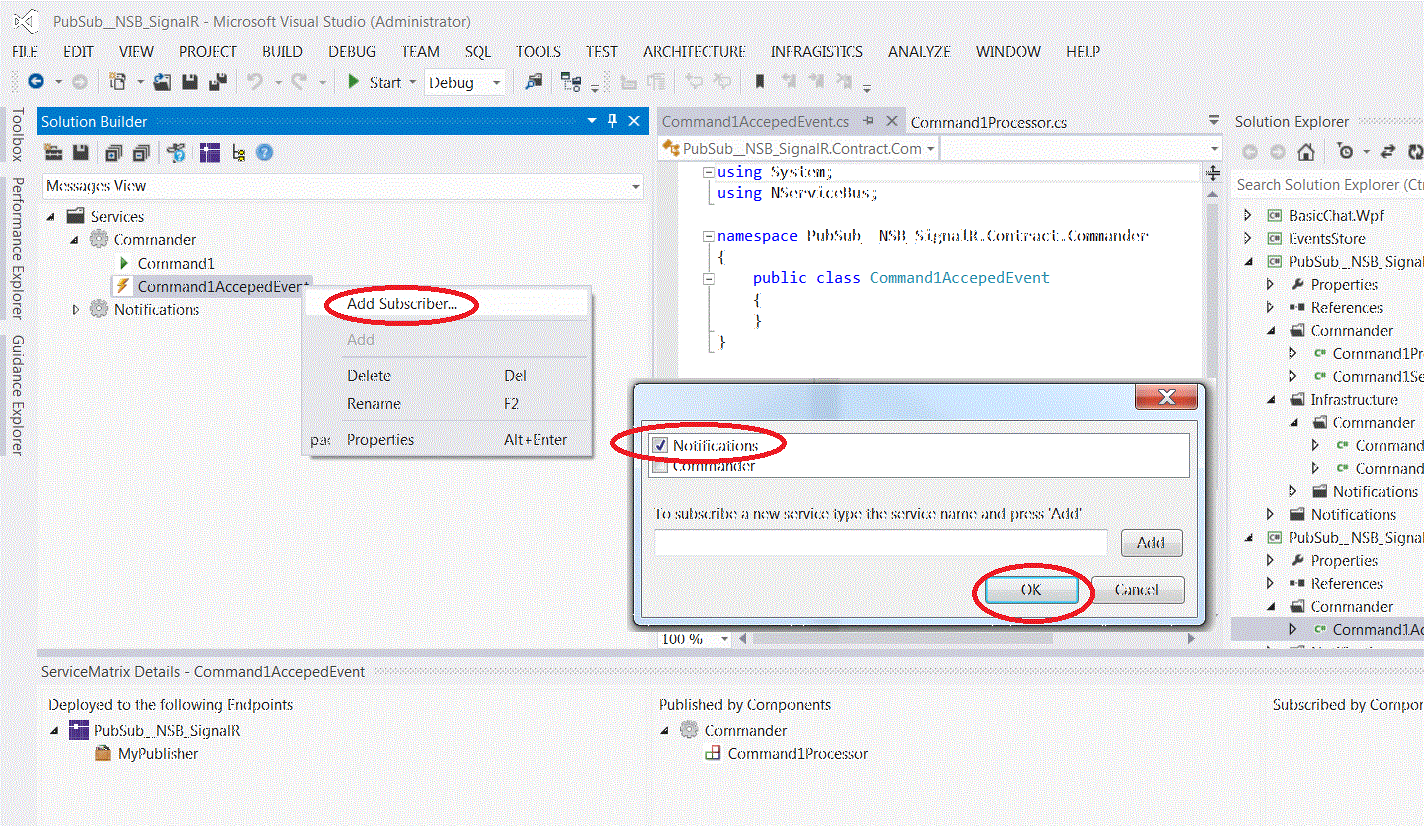 PubSub__NSB_SignalR - Microsoft Visual Studio (Administrator)
FILE EDIT VIEW PROJECT BUILD DEBUG TEAM SQL TOOLS TEST ARCHITECTURE INFRAGISTICS ANALYZE WINDOW HELP
Start Debug
Toolbox
Performance Explorer
Guidance Explorer
Solution Builder
Messages View
Services
Commander
Command1
Command1AccepedEvent
Notifications
Add Subscriber...
Add
Delete Del
Rename F2
Properties Alt+Enter
Command1AccepedEvent.cs Command1Processor.cs
PubSub__NSB_SignalR.Contract.Com
using System;
using NServiceBus;
namespace PubSub__NSB_SignalR.Contract.Commander
{
public class Command1AccepedEvent
{
}
}
Notifications
Commander
To subscribe a new service type the service name and press 'Add'
Add
OK Cancel
100 %
Solution Explorer
Search Solution Explorer (Ctr
BasicChat.Wpf
EventsStore
PubSub__NSB_Signal
Properties
References
Commander
Command1Pr
Command1Se
Infrastructure
Commander
Command
Command
Notifications
Notifications
PubSub__NSB_Signal
Properties
References
Commander
Command1Ac
ServiceMatrix Details - Command1AccepedEvent
Deployed to the following Endpoints
PubSub__NSB_SignalR
MyPublisher
Published by Components
Commander
Command1Processor
Subscribed by Compor